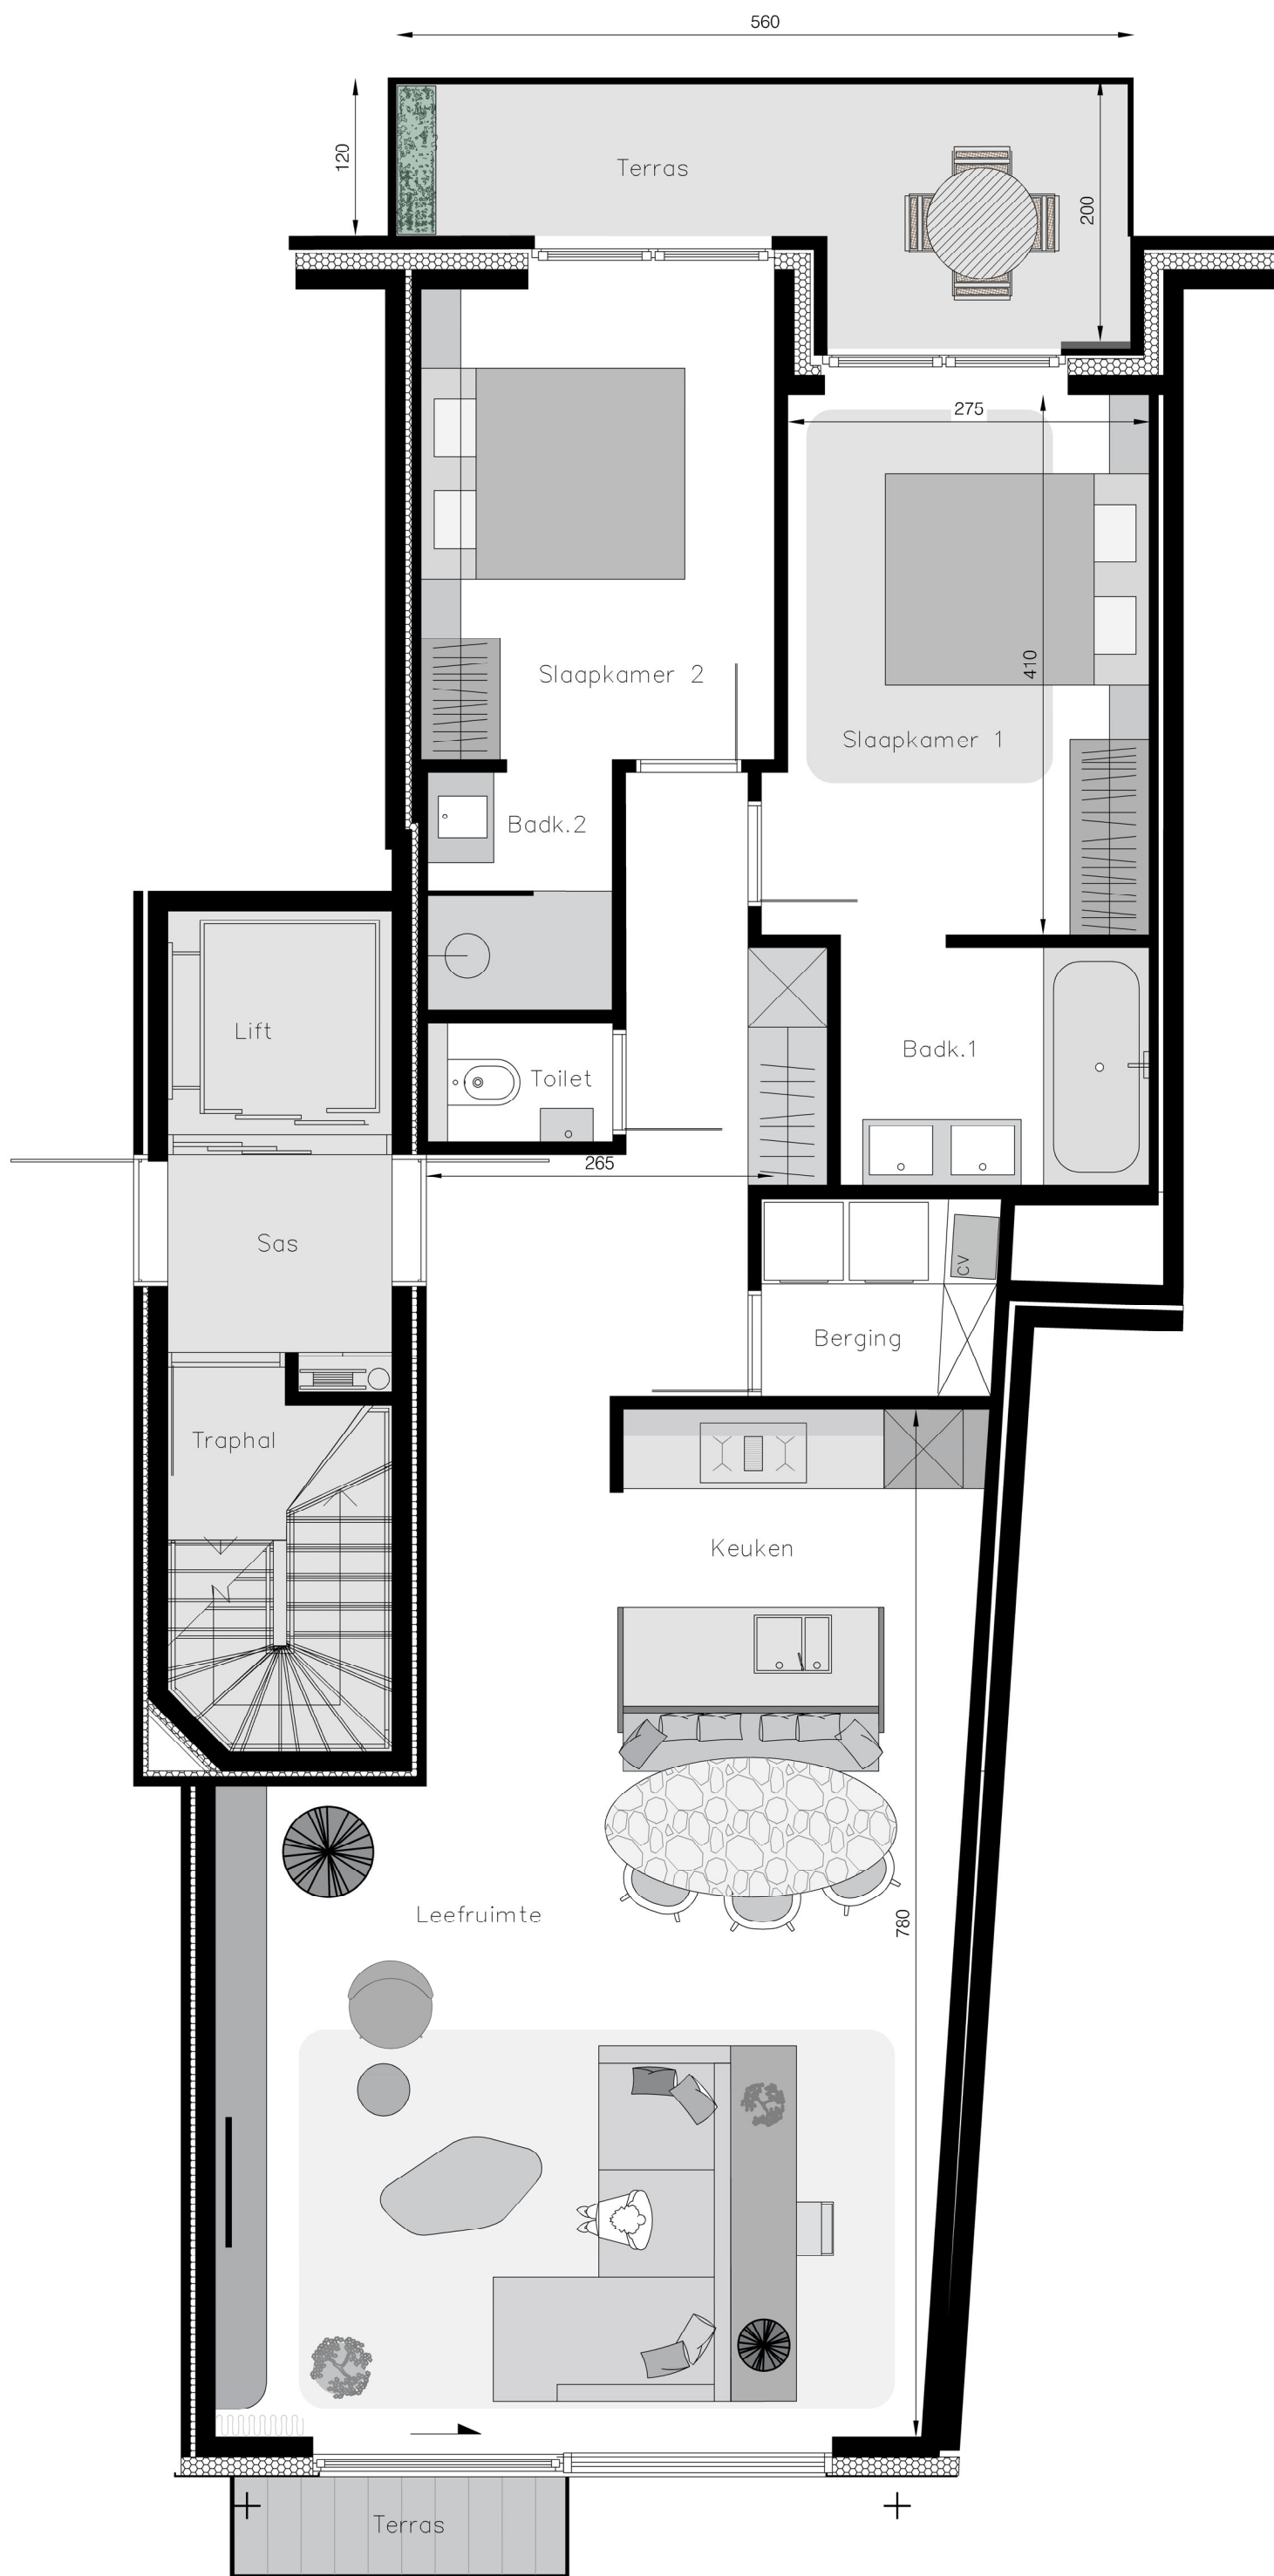 560
120
Terras
200
275
410
Slaapkamer 2
Slaapkamer 1
Badk.2
Lift
Badk.1
Toilet
265
Sas
CV
Berging
Traphal
Keuken
Leefruimte
780
Terras